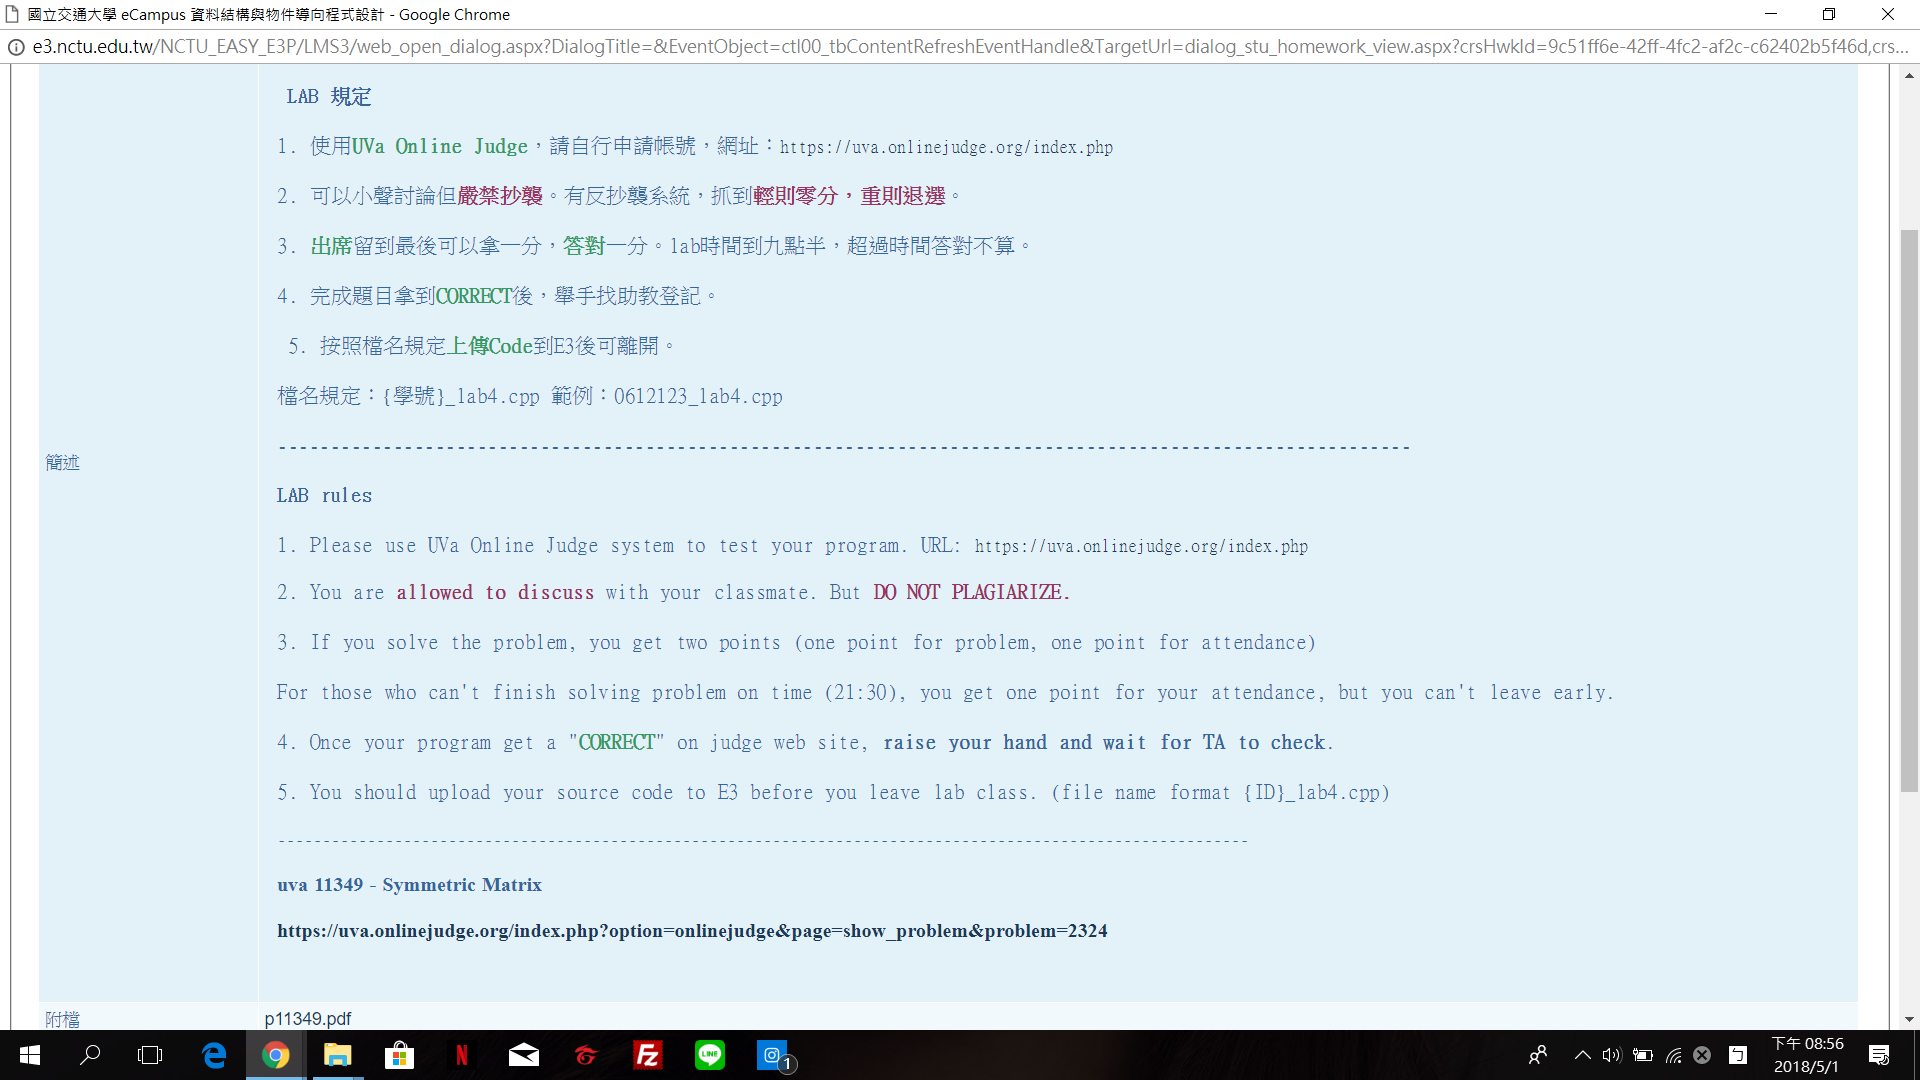 國立交通大學 eCampus 資料結構與物件導向程式設計 - Google Chrome
e3.nctu.edu.tw/NCTU_EASY_E3P/LMS3/web_open_dialog.aspx?DialogTitle=&EventObject=ctl00_tbContentRefreshEventHandle&TargetUrl=dialog_stu_homework_view.aspx?crsHwkId=9c51ff6e-42ff-4fc2-af2c-c62402b5f46d,crs...
LAB 規定
1. 使用UVa Online Judge，請自行申請帳號，網址：https://uva.onlinejudge.org/index.php
2. 可以小聲討論但嚴禁抄襲。有反抄襲系統，抓到輕則零分，重則退選。
3. 出席留到最後可以拿一分，答對一分。lab時間到九點半，超過時間答對不算。
4. 完成題目拿到CORRECT後，舉手找助教登記。
5. 按照檔名規定上傳Code到E3後可離開。
檔名規定：{學號}_lab4.cpp 範例：0612123_lab4.cpp
簡述
LAB rules
1. Please use UVa Online Judge system to test your program. URL: https://uva.onlinejudge.org/index.php
2. You are allowed to discuss with your classmate. But DO NOT PLAGIARIZE.
3. If you solve the problem, you get two points (one point for problem, one point for attendance)
For those who can't finish solving problem on time (21:30), you get one point for your attendance, but you can't leave early.
4. Once your program get a "CORRECT" on judge web site, raise your hand and wait for TA to check.
5. You should upload your source code to E3 before you leave lab class. (file name format {ID}_lab4.cpp)
uva 11349 - Symmetric Matrix
https://uva.onlinejudge.org/index.php?option=onlinejudge&page=show_problem&problem=2324
附檔
p11349.pdf
下午 08:56
2018/5/1
LINE
1